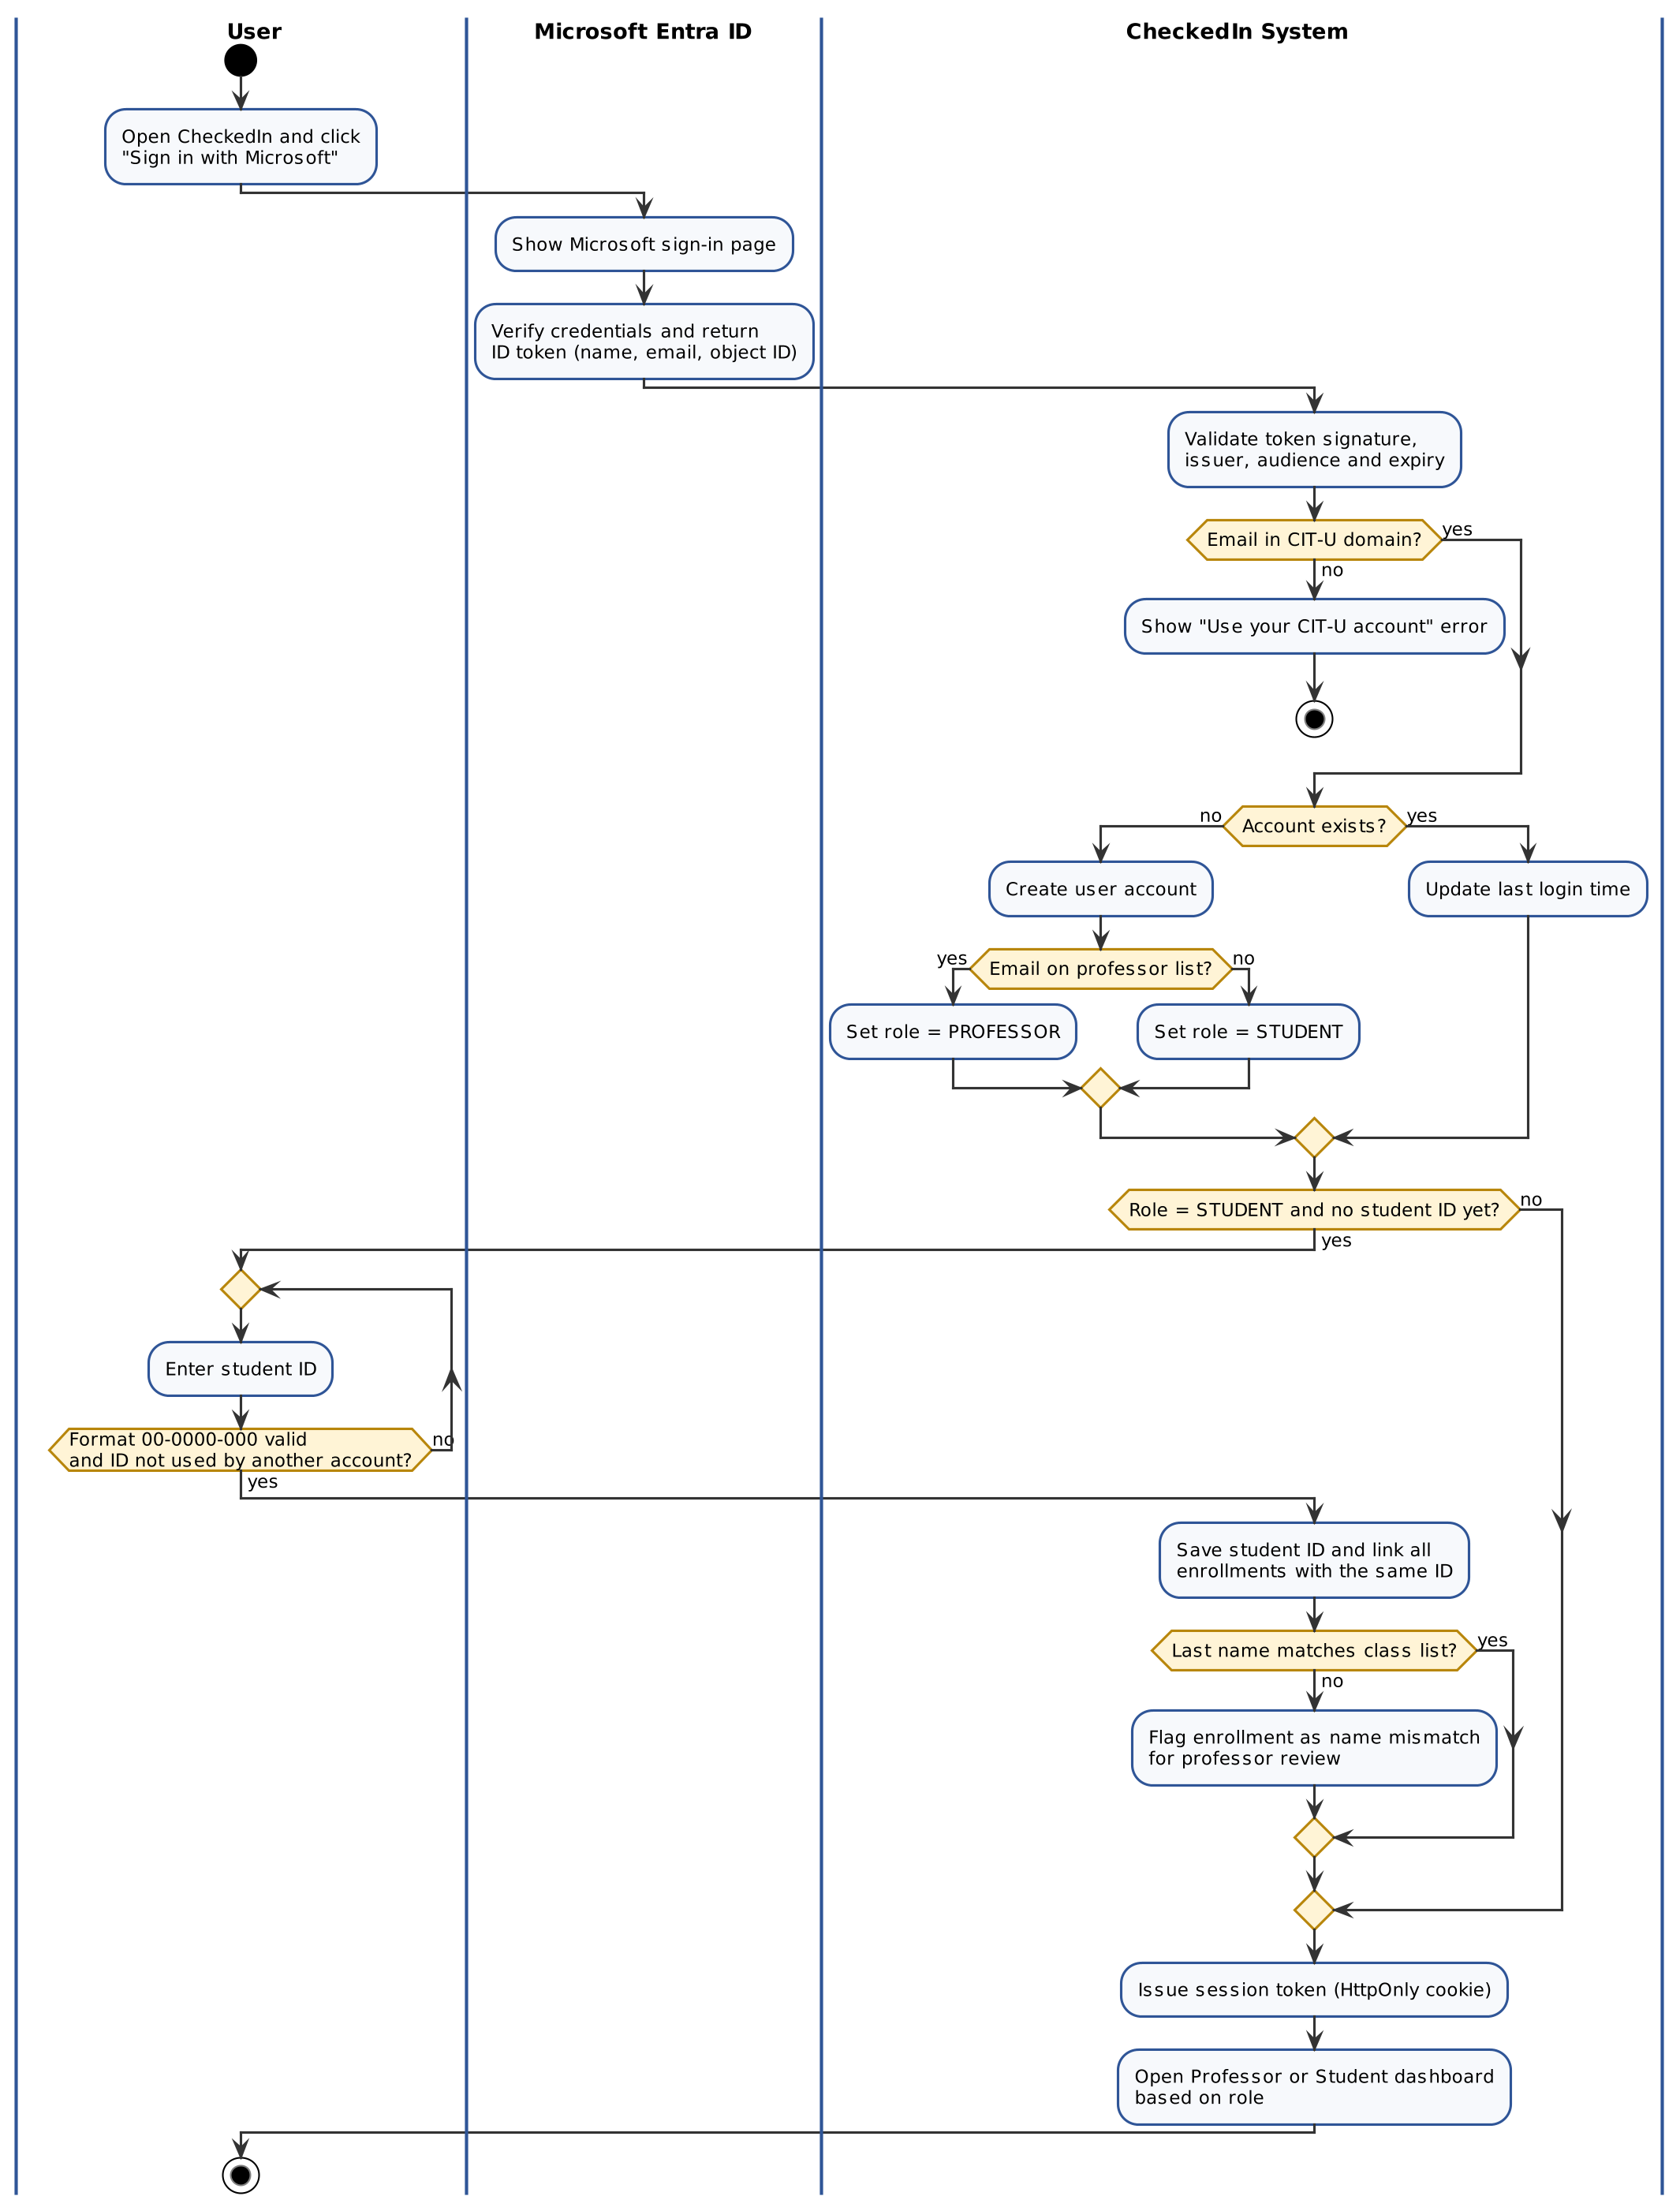 User
Microsoft Entra ID
CheckedIn System
Open CheckedIn and click
"Sign in with Microsoft"
Show Microsoft sign-in page
Verify credentials and return
ID token (name, email, object ID)
Validate token signature,
issuer, audience and expiry
Email in CIT-U domain?
yes
no
Show "Use your CIT-U account" error
Account exists?
no
yes
Create user account
Update last login time
Email on professor list?
yes
no
Set role = PROFESSOR
Set role = STUDENT
Role = STUDENT and no student ID yet?
no
yes
Enter student ID
Format 00-0000-000 valid
and ID not used by another account?
no
yes
Save student ID and link all
enrollments with the same ID
Last name matches class list?
yes
no
Flag enrollment as name mismatch
for professor review
Issue session token (HttpOnly cookie)
Open Professor or Student dashboard
based on role